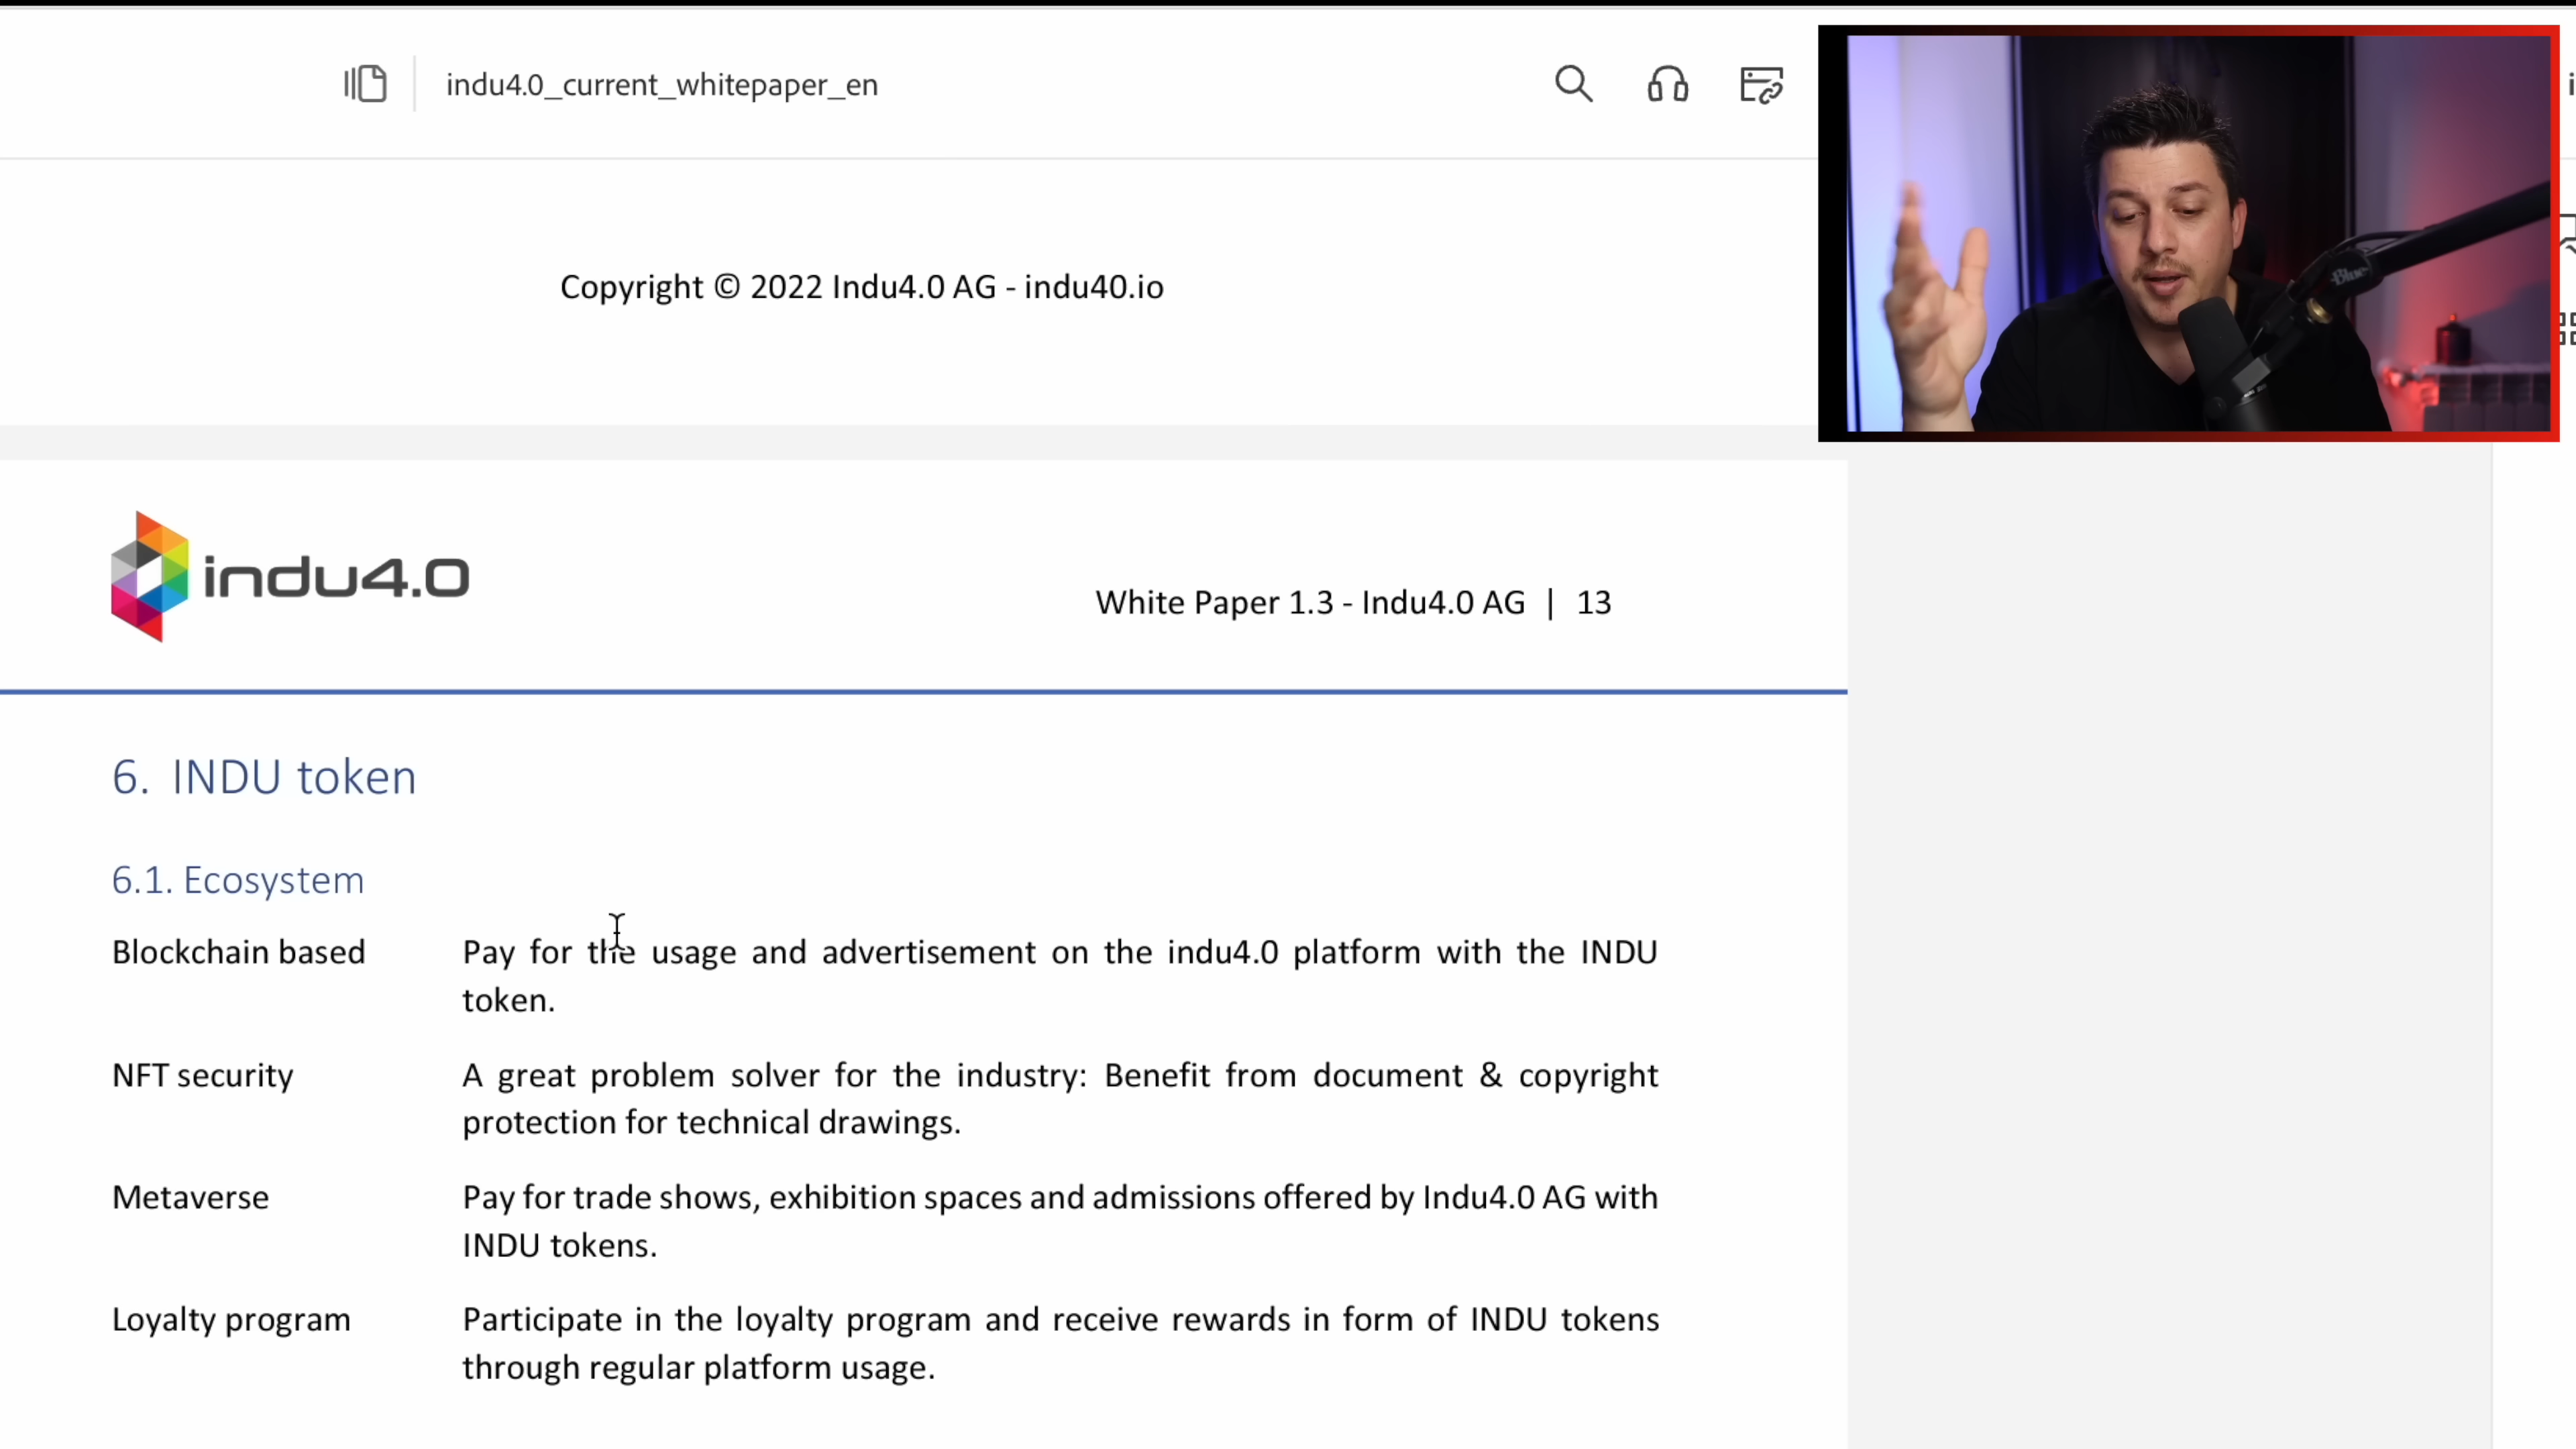 indu4.0_current_whitepaper_en
Copyright © 2022 Indu4.0 AG - indu40.io
indu4.0
White Paper 1.3 - Indu4.0 AG | 13
6. INDU token
6.1. Ecosystem
Blockchain based
Pay for the usage and advertisement on the indu4.0 platform with the INDU
token.
NFT security
A great problem solver for the industry: Benefit from document & copyright
protection for technical drawings.
Metaverse
Pay for trade shows, exhibition spaces and admissions offered by Indu4.0 AG with
INDU tokens.
Loyalty program
Participate in the loyalty program and receive rewards in form of INDU tokens
through regular platform usage.
Blue